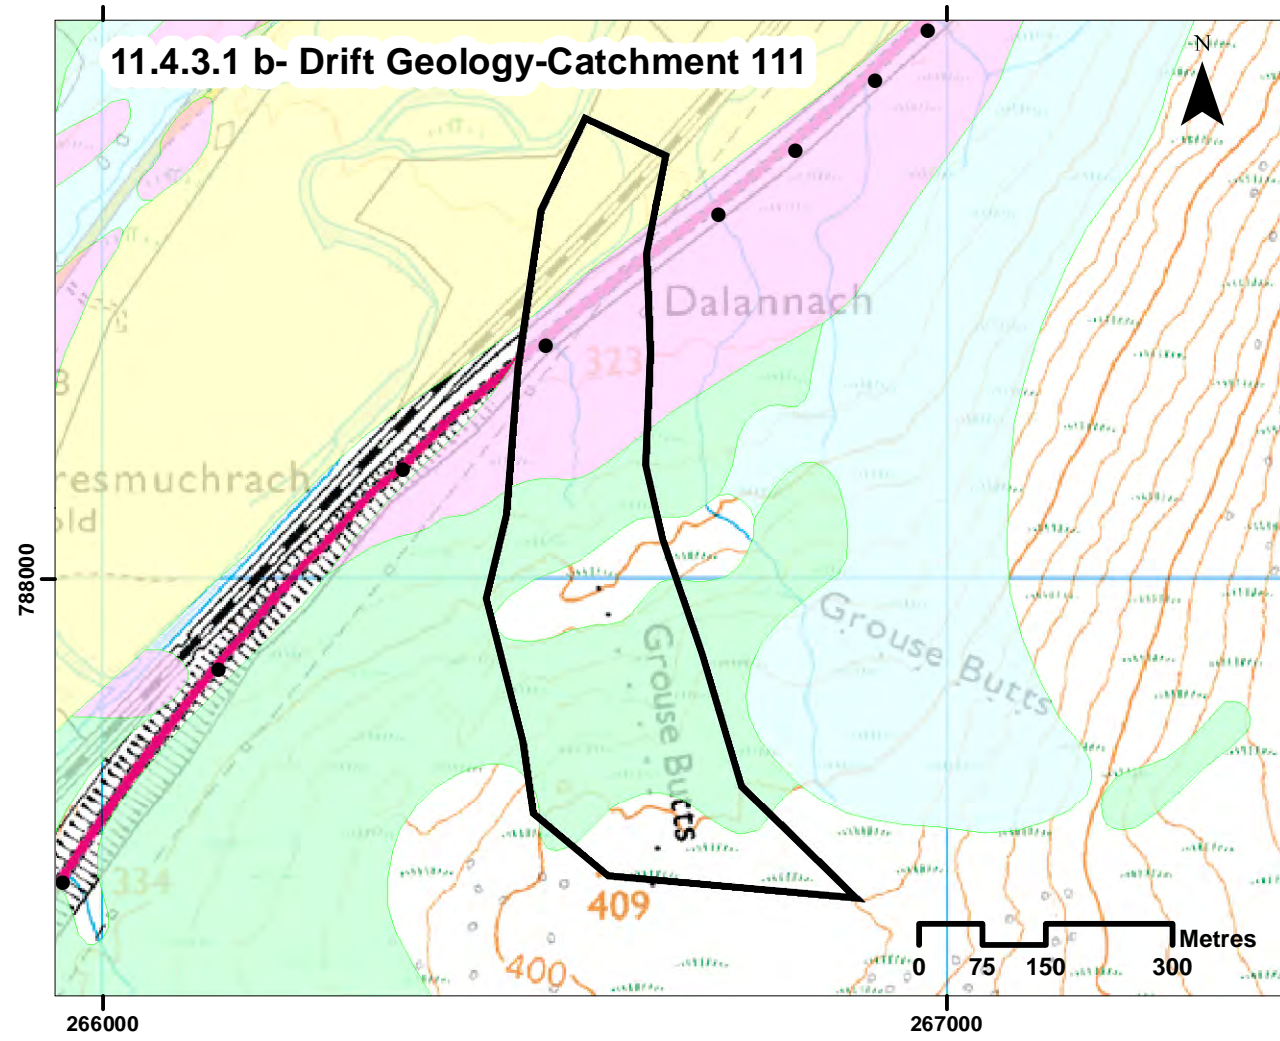 11.4.3.1 b- Drift Geology-Catchment 111
N
Dalannach
323
resmuchrach
old
788000
Grouse Butts
Grouse Butts
334
409
400
Metres
0 75 150 300
266000
267000